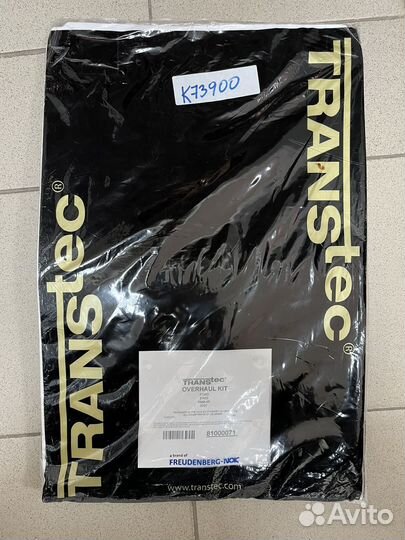 K73900
TRANStec®
TRANStec®
TRANStec
OVERHAUL KIT
81000071
a brand of
FREUDENBERG-NOK
www.transtec.com
Avito